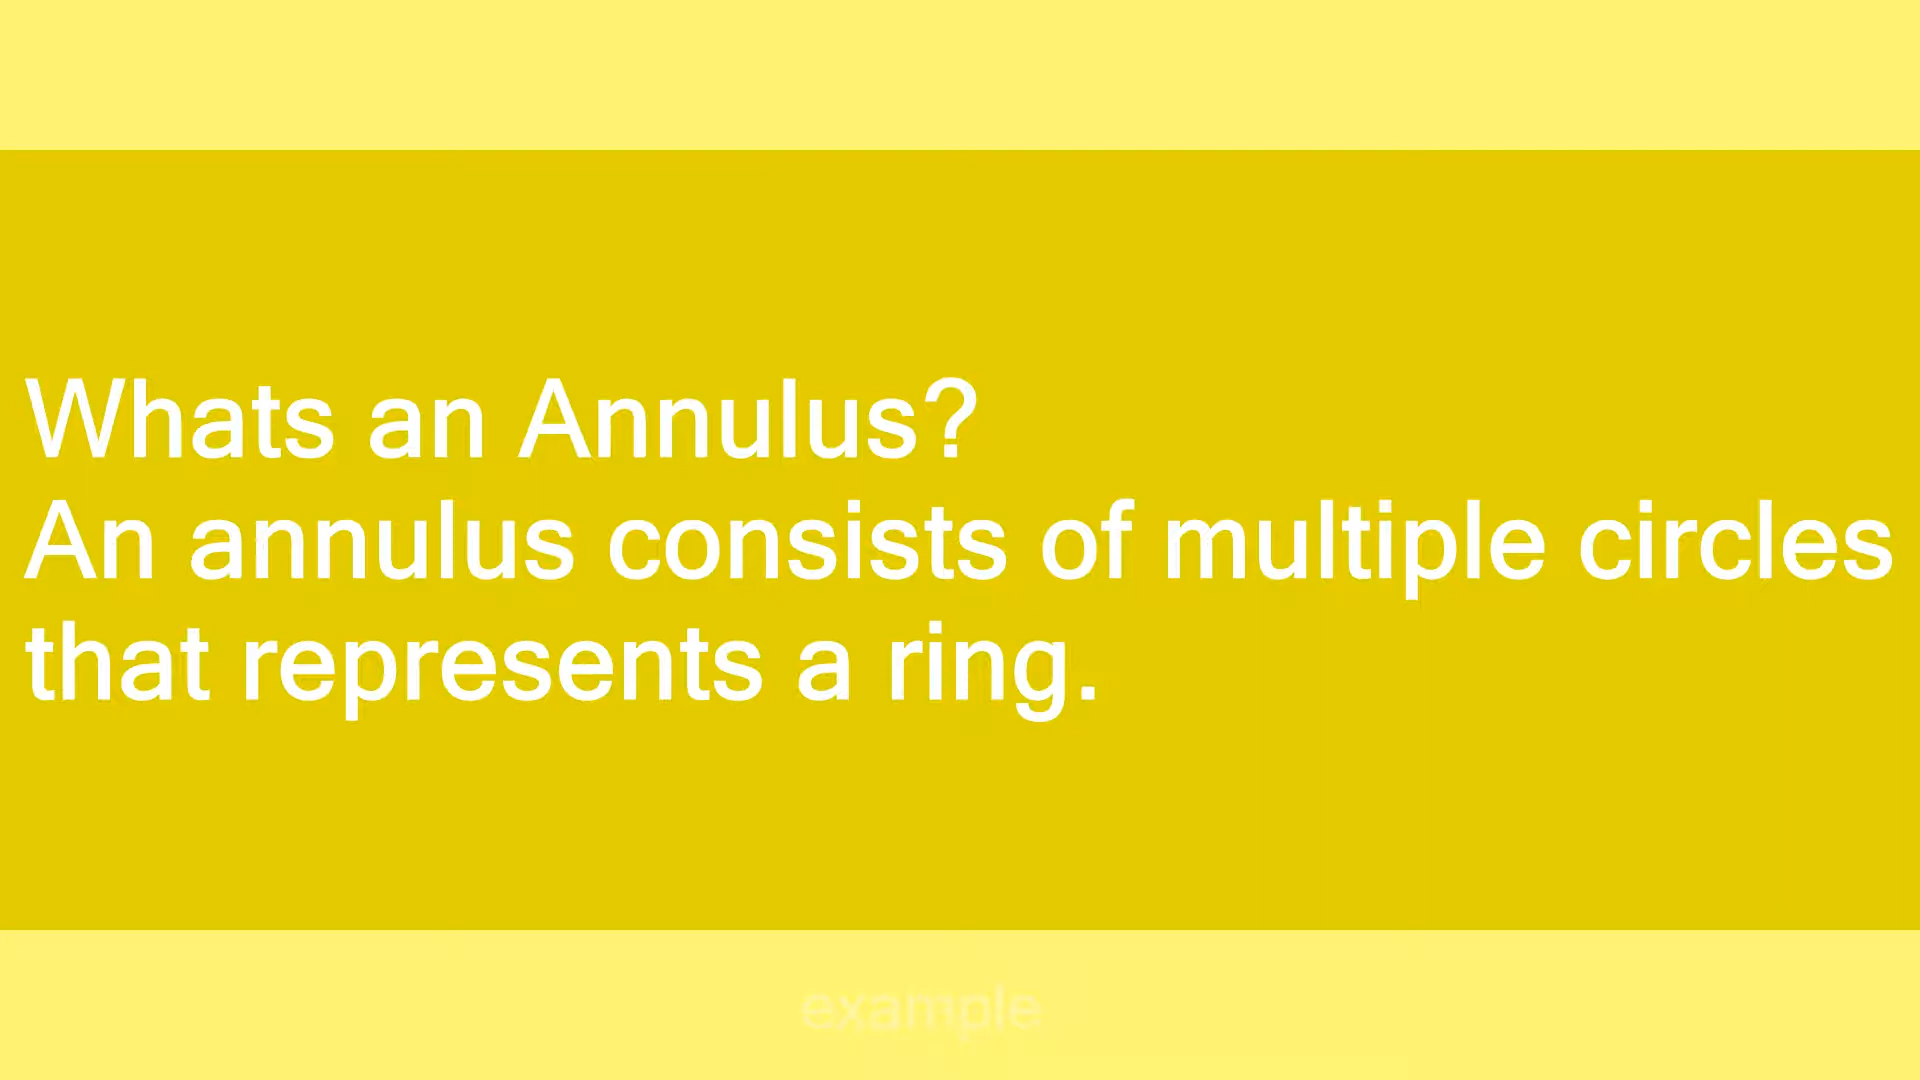 Whats an Annulus?
An annulus consists of multiple circles
that represents a ring.
example